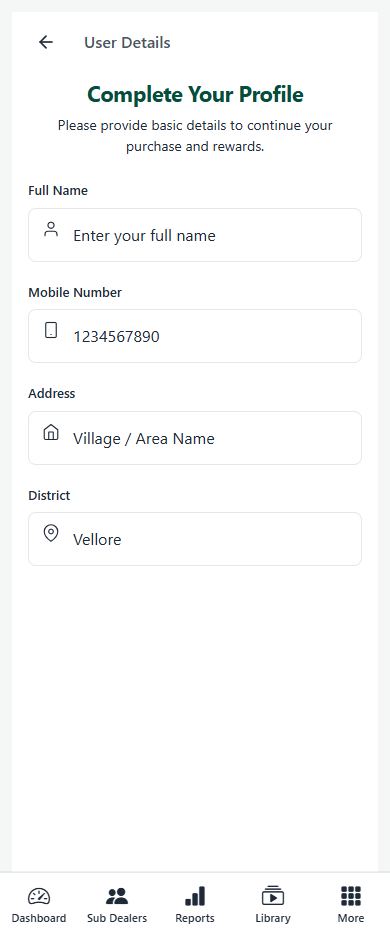 User Details
Complete Your Profile
Please provide basic details to continue your
purchase and rewards.
Full Name
Enter your full name
Mobile Number
1234567890
Address
Village / Area Name
District
Vellore
Dashboard
Sub Dealers
Reports
Library
More